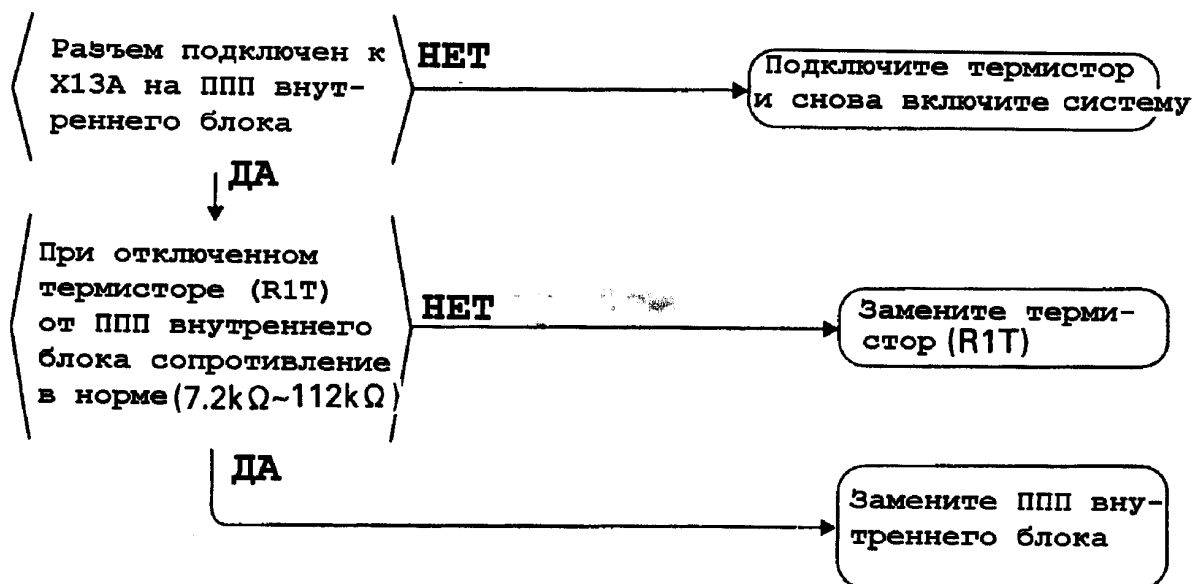 Разъем подключен к
X13A на ППП внут-
реннего блока
НЕТ
Подключите термистор
и снова включите систему
ДА
При отключенном
термисторе (R1T)
от ППП внутреннего
блока сопротивление
в норме (7.2kΩ~112kΩ)
НЕТ
Замените терми-
стор (R1T)
ДА
Замените ППП вну-
треннего блока